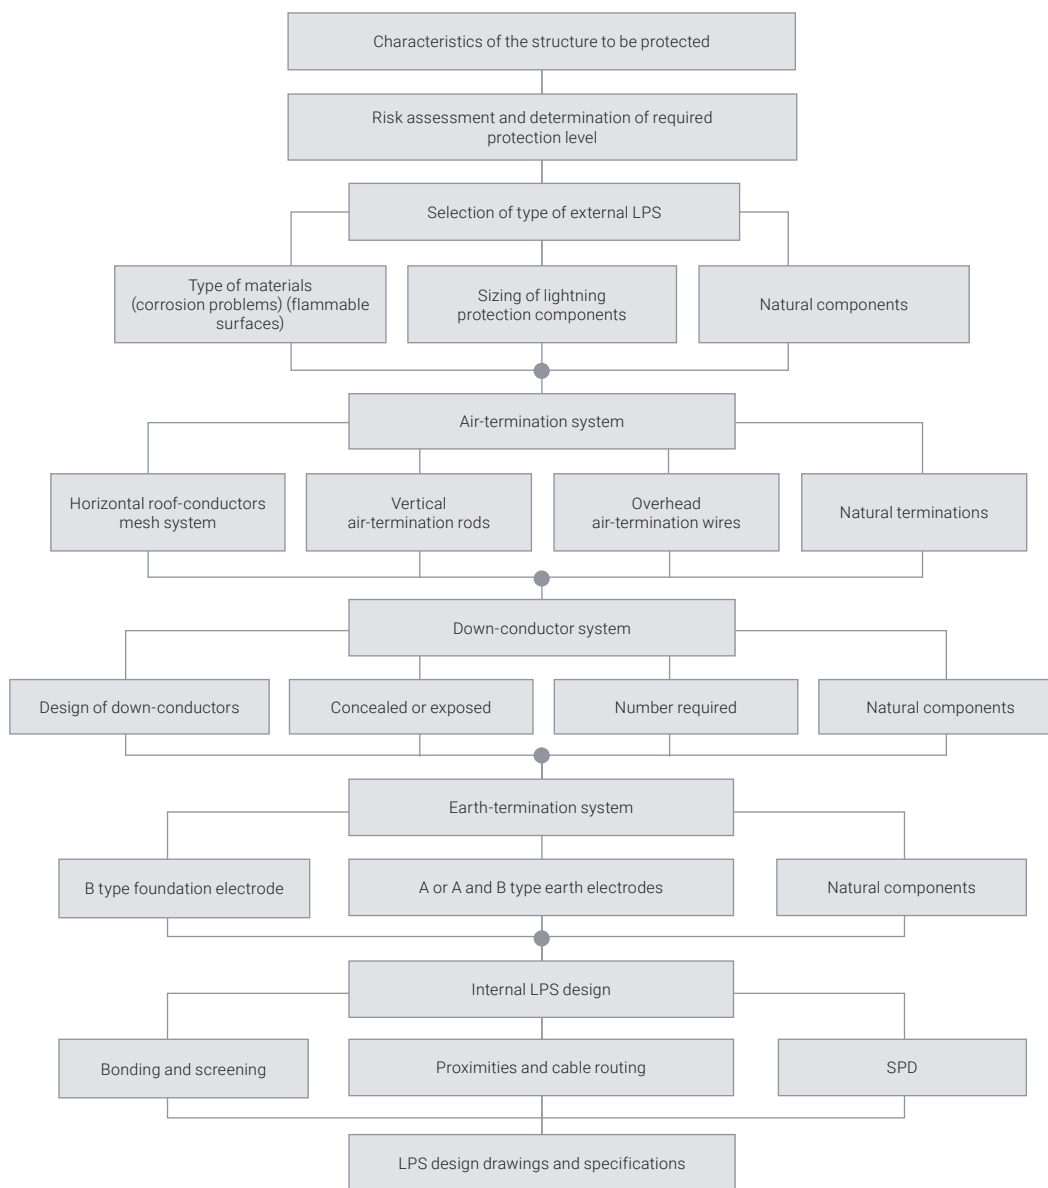 Characteristics of the structure to be protected
Risk assessment and determination of required
protection level
Selection of type of external LPS
Type of materials
(corrosion problems) (flammable
surfaces)
Sizing of lightning
protection components
Natural components
Air-termination system
Horizontal roof-conductors
mesh system
Vertical
air-termination rods
Overhead
air-termination wires
Natural terminations
Down-conductor system
Design of down-conductors
Concealed or exposed
Number required
Natural components
Earth-termination system
B type foundation electrode
A or A and B type earth electrodes
Natural components
Internal LPS design
Bonding and screening
Proximities and cable routing
SPD
LPS design drawings and specifications